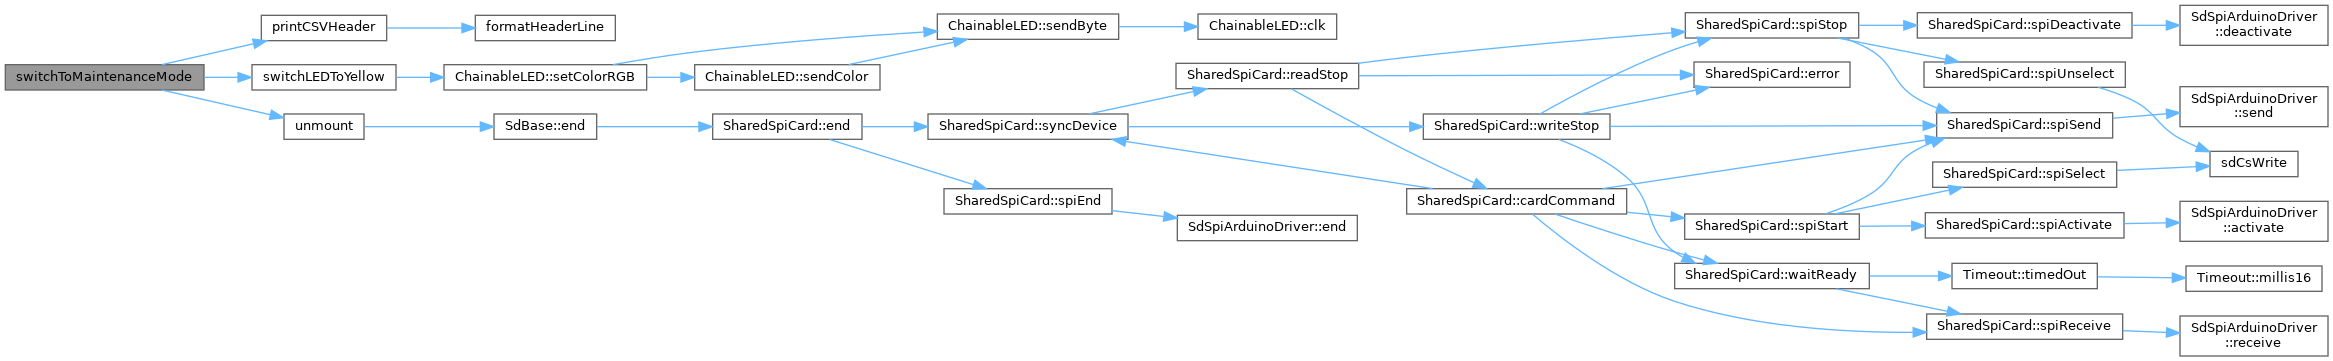 switchToMaintenanceMode
printCSVHeader
formatHeaderLine
switchLEDToYellow
ChainableLED::setColorRGB
ChainableLED::sendByte
ChainableLED::clk
ChainableLED::sendColor
unmount
SdBase::end
SharedSpiCard::end
SharedSpiCard::syncDevice
SharedSpiCard::readStop
SharedSpiCard::cardCommand
SharedSpiCard::writeStop
SharedSpiCard::spiEnd
SdSpiArduinoDriver::end
SharedSpiCard::spiStop
SharedSpiCard::error
SharedSpiCard::spiStart
SharedSpiCard::waitReady
SharedSpiCard::spiDeactivate
SharedSpiCard::spiUnselect
SharedSpiCard::spiSend
SharedSpiCard::spiSelect
SharedSpiCard::spiActivate
Timeout::timedOut
SharedSpiCard::spiReceive
SdSpiArduinoDriver
::deactivate
SdSpiArduinoDriver
::send
sdCsWrite
SdSpiArduinoDriver
::activate
Timeout::millis16
SdSpiArduinoDriver
::receive